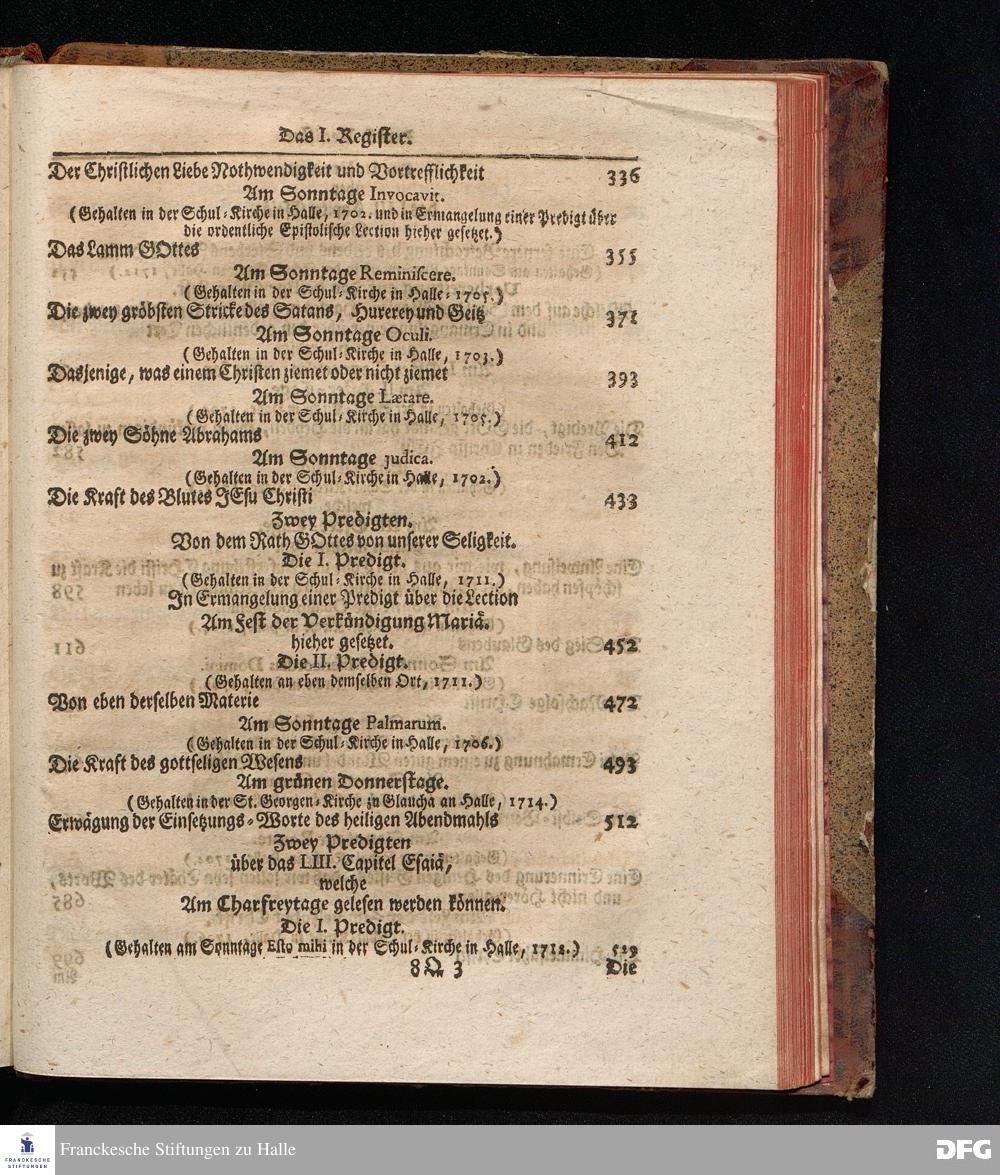 Das I. Register.
Der Christlichen Liebe Nothwendigkeit und Vortrefflichkeit 336
Am Sonntage Invocavit.
(Gehalten in der Schul-Kirche in Halle, 1702. und in Ermangelung einer Predigt über
die ordentliche Epistolische Lection hieher gesetzet.)
Das Lamm GOttes 355
Am Sonntage Reminiscere.
(Gehalten in der Schul-Kirche in Halle, 1705.)
Die zwey gröbsten Stricke des Satans, Hurerey und Geitz 371
Am Sonntage Oculi.
(Gehalten in der Schul-Kirche in Halle, 1703.)
Dasjenige, was einem Christen ziemet oder nicht ziemet 393
Am Sonntage Lætare.
(Gehalten in der Schul-Kirche in Halle, 1705.)
Die zwey Söhne Abrahams 412
Am Sonntage Judica.
(Gehalten in der Schul-Kirche in Halle, 1702.)
Die Kraft des Blutes JEsu Christi 433
Zwey Predigten.
Von dem Rath GOttes von unserer Seligkeit.
Die I. Predigt.
(Gehalten in der Schul-Kirche in Halle, 1711.)
In Ermangelung einer Predigt über die Lection
Am Fest der Verkündigung Mariä.
hieher gesetzet. 452
Die II. Predigt.
(Gehalten an eben demselben Ort, 1711.)
Von eben derselben Materie 472
Am Sonntage Palmarum.
(Gehalten in der Schul-Kirche in Halle, 1706.)
Die Kraft des gottseligen Wesens 493
Am grünen Donnerstage.
(Gehalten in der St. Georgen-Kirche zu Glaucha an Halle, 1714.)
Erwägung der Einsetzungs-Worte des heiligen Abendmahls 512
Zwey Predigten
über das LIII. Capitel Esaiä,
welche
Am Charfreytage gelesen werden können.
Die I. Predigt.
(Gehalten am Sonntage Esto mihi in der Schul-Kirche in Halle, 1712.) 529
8 Q 3 Die
FRANCKESCHE
STIFTUNGEN
Franckesche Stiftungen zu Halle
DFG